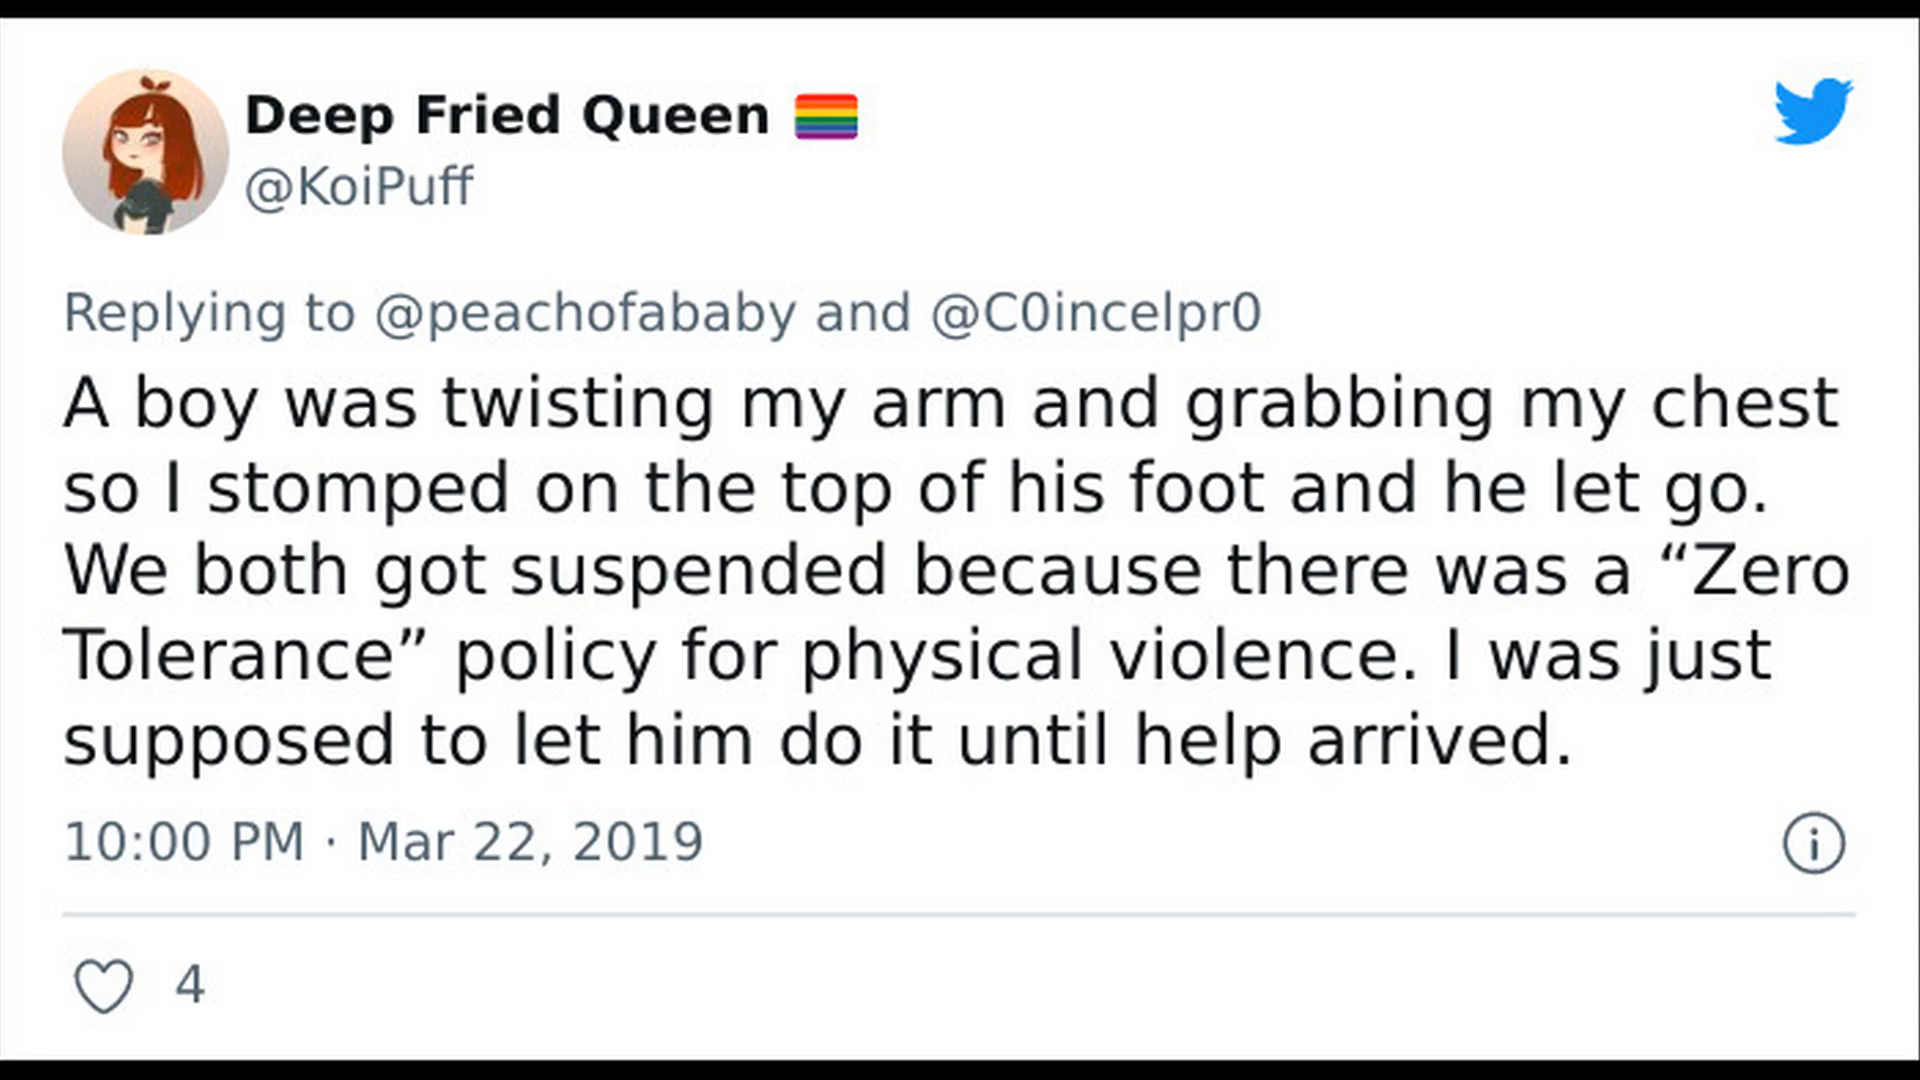 Deep Fried Queen 🏳️‍🌈
@KoiPuff
Replying to @peachofababy and @C0incelpr0
A boy was twisting my arm and grabbing my chest
so I stomped on the top of his foot and he let go.
We both got suspended because there was a “Zero
Tolerance” policy for physical violence. I was just
supposed to let him do it until help arrived.
10:00 PM · Mar 22, 2019
4